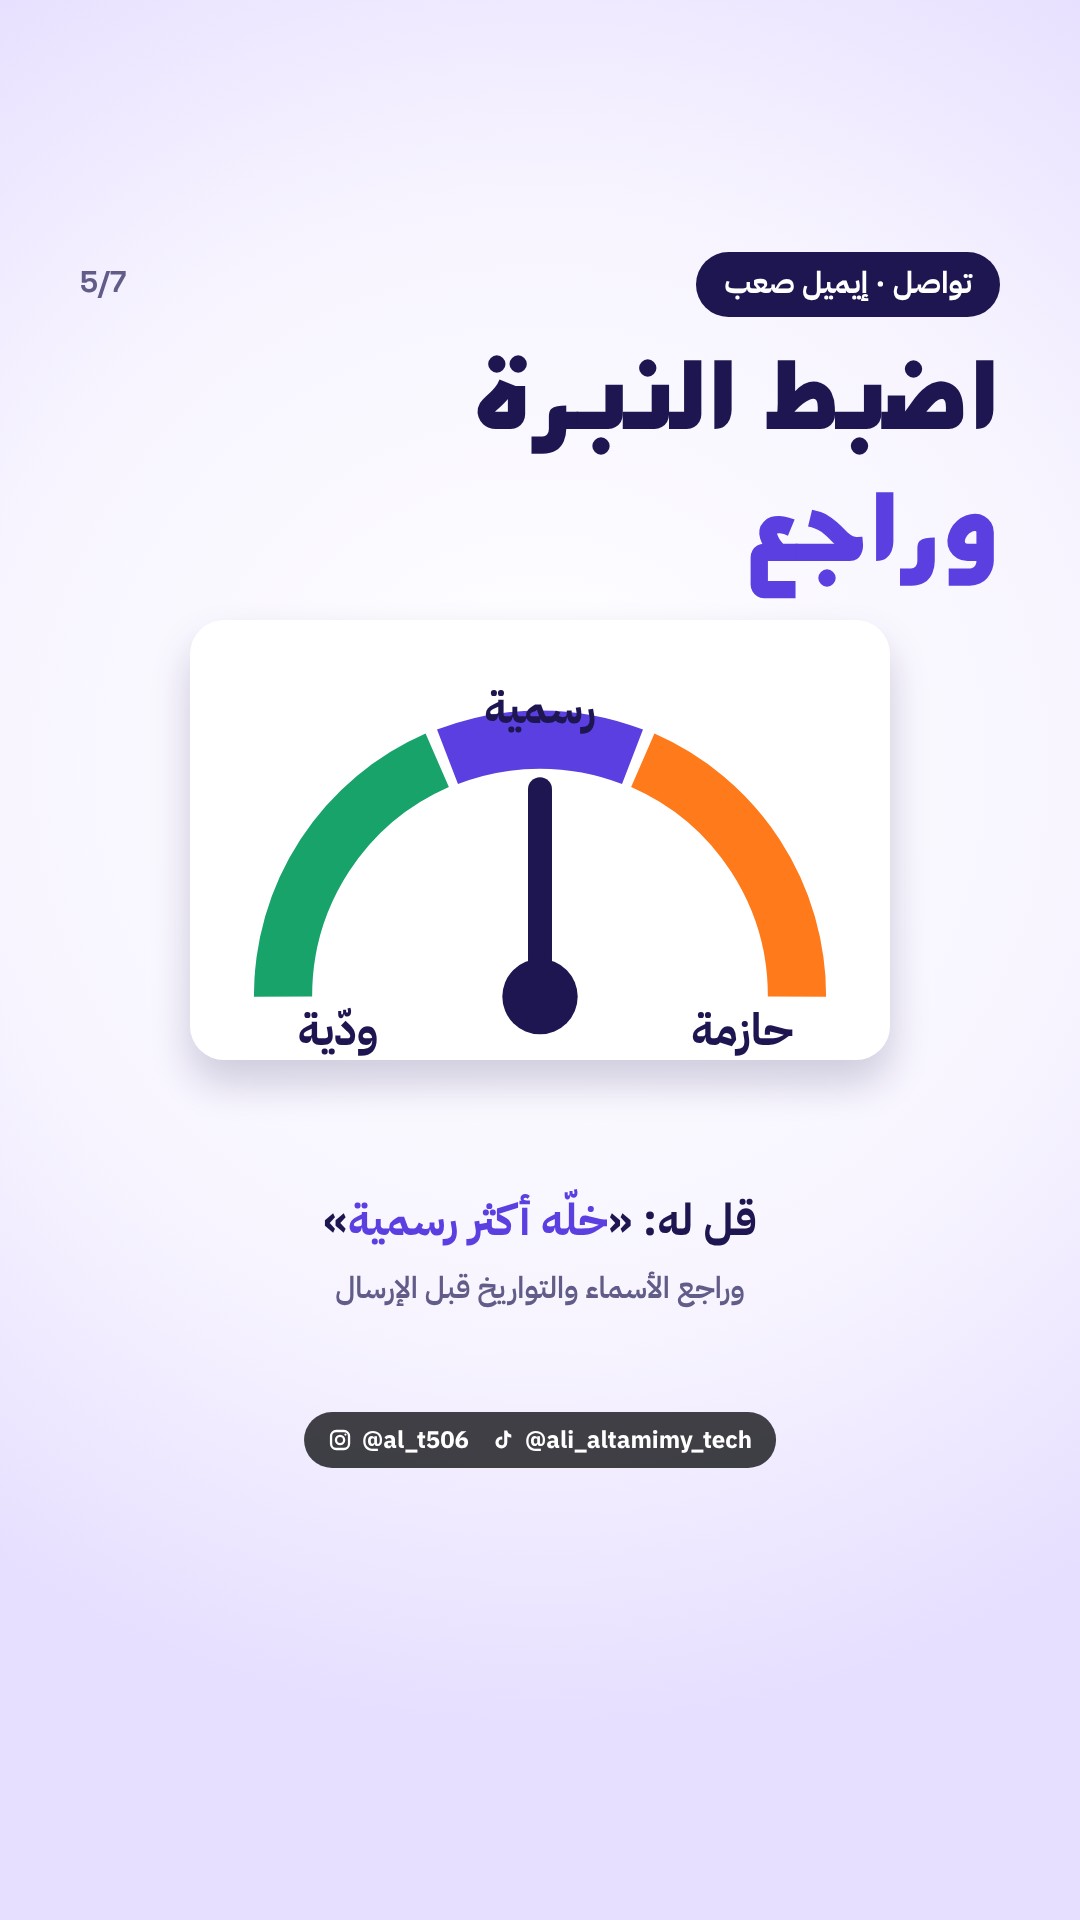 تواصل · إيميل صعب
5/7
اضبط النبرة
وراجع
رسمية
حازمة
ودّية
قل له: «خلّه أكثر رسمية»
وراجع الأسماء والتواريخ قبل الإرسال
@al_t506 @ali_altamimy_tech